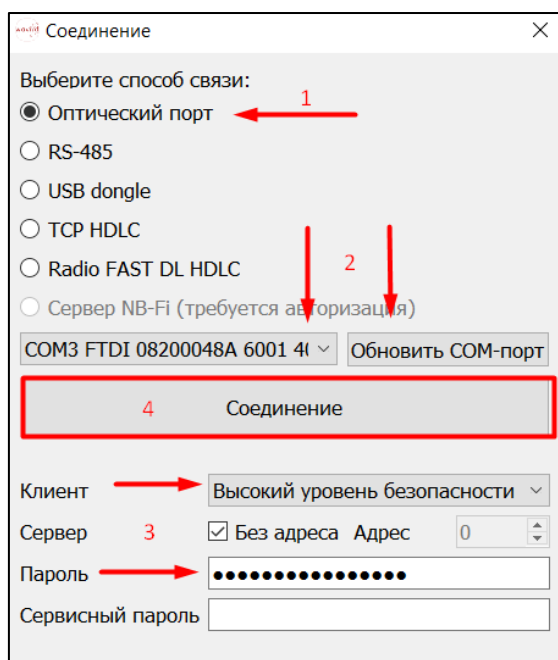 Соединение
Выберите способ связи:
1
Оптический порт
RS-485
USB dongle
TCP HDLC
2
Radio FAST DL HDLC
Сервер NB-Fi (требуется авторизация)
COM3 FTDI 08200048A 6001 Обновить COM-порт
4 Соединение
Клиент Высокий уровень безопасности
Сервер 3 Без адреса Адрес 0
Пароль ●●●●●●●●●●●●●●●●
Сервисный пароль